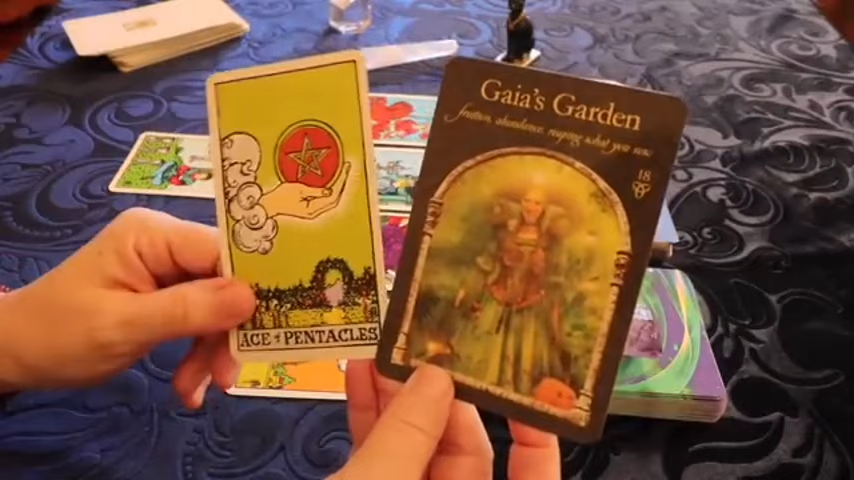 Gaia's Garden
fruition, abundance, reaping what you sow
18
ACE of PENTACLES